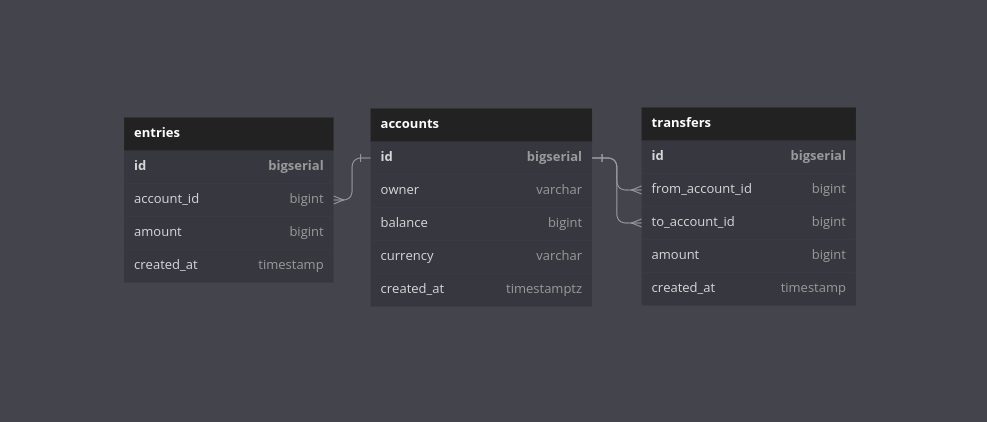 entries
id bigserial
account_id bigint
amount bigint
created_at timestamp
accounts
id bigserial
owner varchar
balance bigint
currency varchar
created_at timestamptz
transfers
id bigserial
from_account_id bigint
to_account_id bigint
amount bigint
created_at timestamp